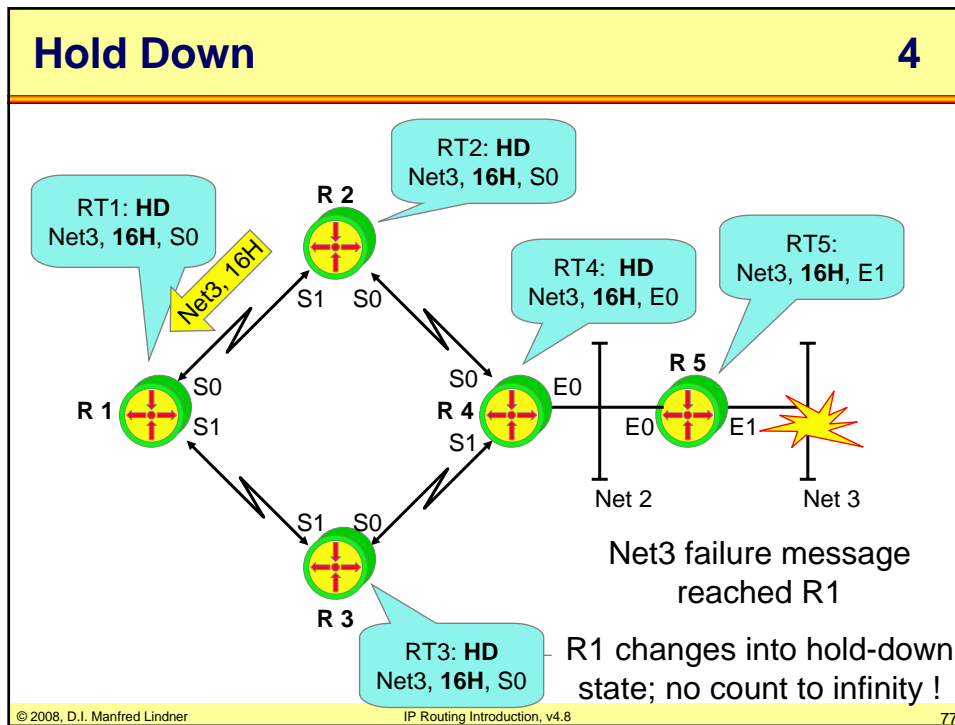 Hold Down 4
RT2: HD
Net3, 16H, S0
R 2
RT1: HD
Net3, 16H, S0
Net3, 16H
RT4: HD
Net3, 16H, E0
RT5:
Net3, 16H, E1
S1 S0
R 5
S0
R 1
S1
S0
R 4
S1
E0
E0 E1
Net 2
Net 3
S1 S0
R 3
Net3 failure message
reached R1
RT3: HD
Net3, 16H, S0
R1 changes into hold-down
state; no count to infinity !
© 2008, D.I. Manfred Lindner IP Routing Introduction, v4.8 77